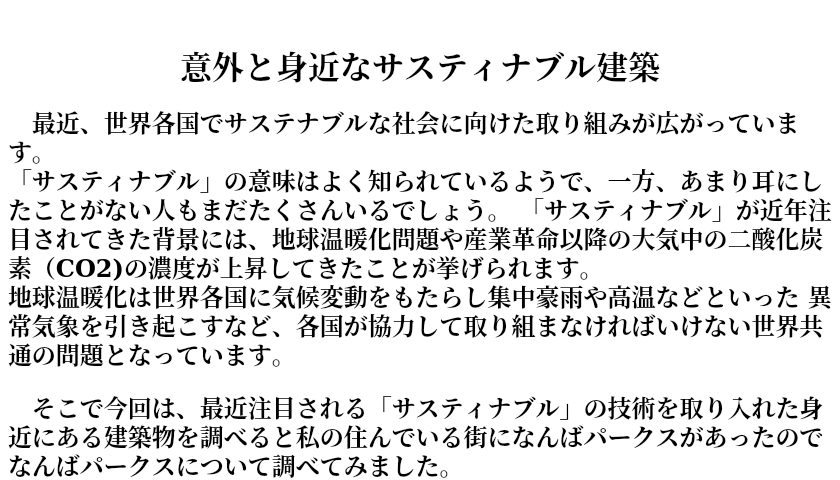 意外と身近なサスティナブル建築
　最近、世界各国でサステナブルな社会に向けた取り組みが広がっていま
す。
「サスティナブル」の意味はよく知られているようで、一方、あまり耳にし
たことがない人もまだたくさんいるでしょう。 「サスティナブル」が近年注
目されてきた背景には、地球温暖化問題や産業革命以降の大気中の二酸化炭
素（CO2)の濃度が上昇してきたことが挙げられます。
地球温暖化は世界各国に気候変動をもたらし集中豪雨や高温などといった 異
常気象を引き起こすなど、各国が協力して取り組まなければいけない世界共
通の問題となっています。
　そこで今回は、最近注目される「サスティナブル」の技術を取り入れた身
近にある建築物を調べると私の住んでいる街になんばパークスがあったので
なんばパークスについて調べてみました。